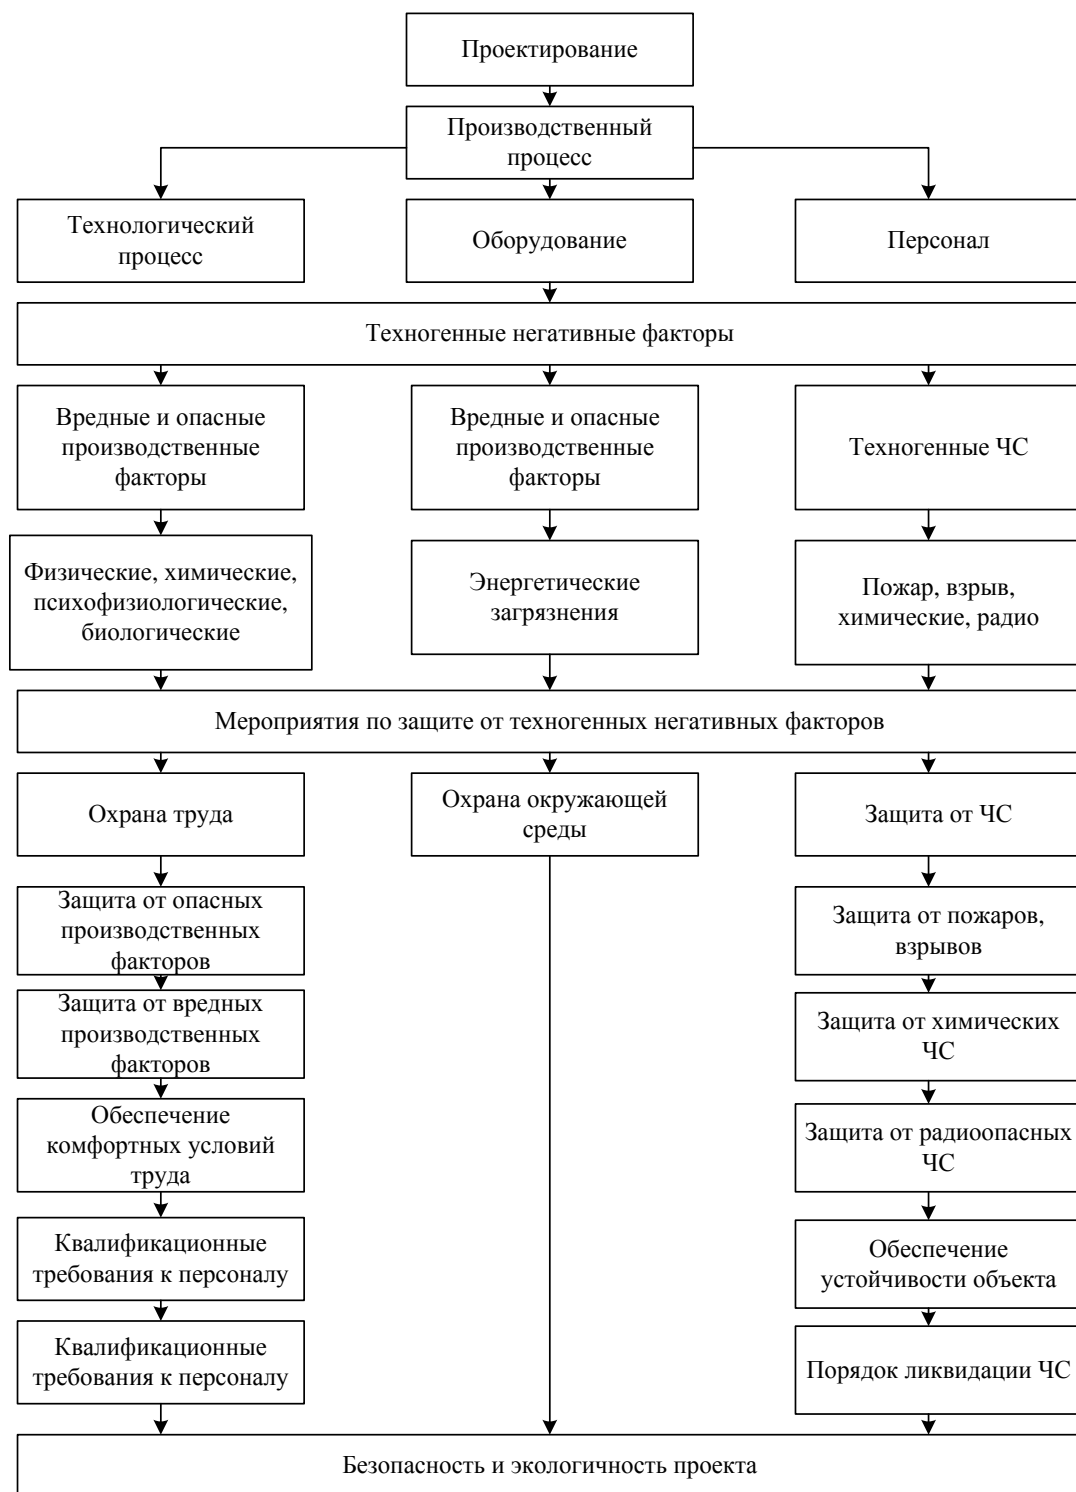 Проектирование
Производственный
процесс
Технологический
процесс
Оборудование
Персонал
Техногенные негативные факторы
Вредные и опасные
производственные
факторы
Вредные и опасные
производственные
факторы
Техногенные ЧС
Физические, химические,
психофизиологические,
биологические
Энергетические
загрязнения
Пожар, взрыв,
химические, радио
Мероприятия по защите от техногенных негативных факторов
Охрана труда
Охрана окружающей
среды
Защита от ЧС
Защита от опасных
производственных
факторов
Защита от пожаров,
взрывов
Защита от вредных
производственных
факторов
Защита от химических
ЧС
Обеспечение
комфортных условий
труда
Защита от радиоопасных
ЧС
Квалификационные
требования к персоналу
Обеспечение
устойчивости объекта
Квалификационные
требования к персоналу
Порядок ликвидации ЧС
Безопасность и экологичность проекта